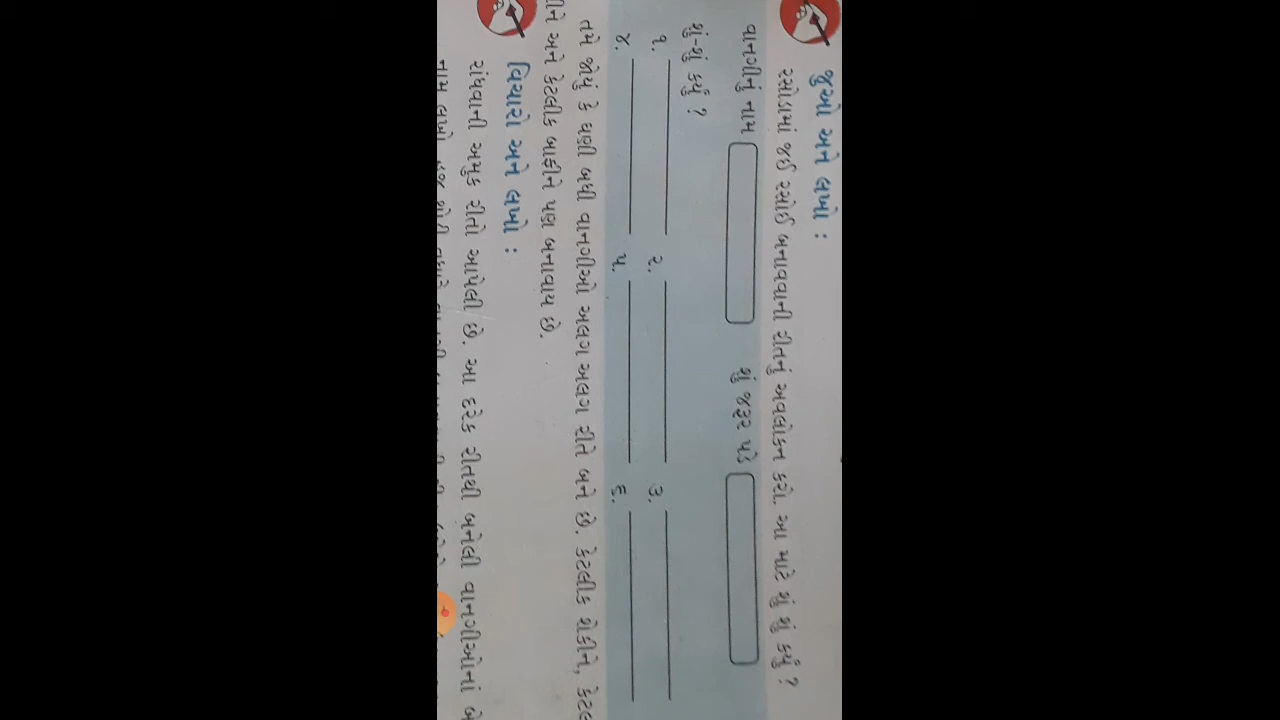 જુઓ અને લખો :
રસોડામાં જઈ રસોઈ બનાવવાની રીતનું અવલોકન કરો. આ માટે શું શું કર્યું ?
વાનગીનું નામ શું જરૂર પડે
શું-શું કર્યું ?
૧. ૨. ૩.
૪. ૫. ૬.
તમે જોયું કે ઘણી બધી વાનગીઓ અલગ અલગ રીતે બને છે. કેટલીક શેકીને,
અને કેટલીક બાફીને પણ બનાવાય છે.
વિચારો અને લખો :
રાંધવાની અમુક રીતો આપેલી છે. આ દરેક રીતથી બનેલી વાનગીઓનાં
નામ લખો